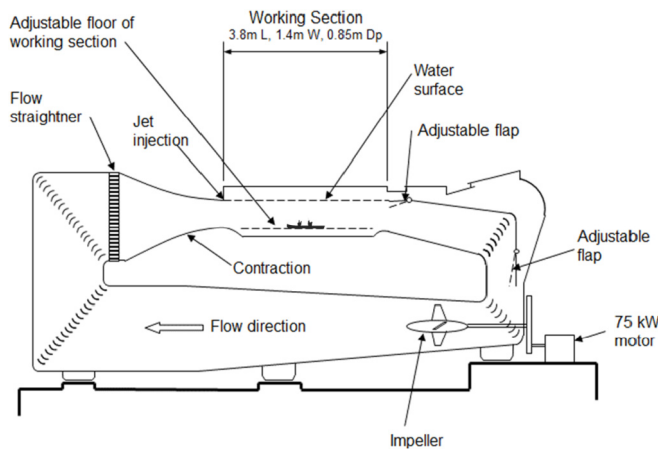 Adjustable floor of
working section
Working Section
3.8m L, 1.4m W, 0.85m Dp
Water
surface
Flow
straightner
Jet
injection
Adjustable flap
Contraction
Adjustable
flap
Flow direction
75 kW
motor
Impeller